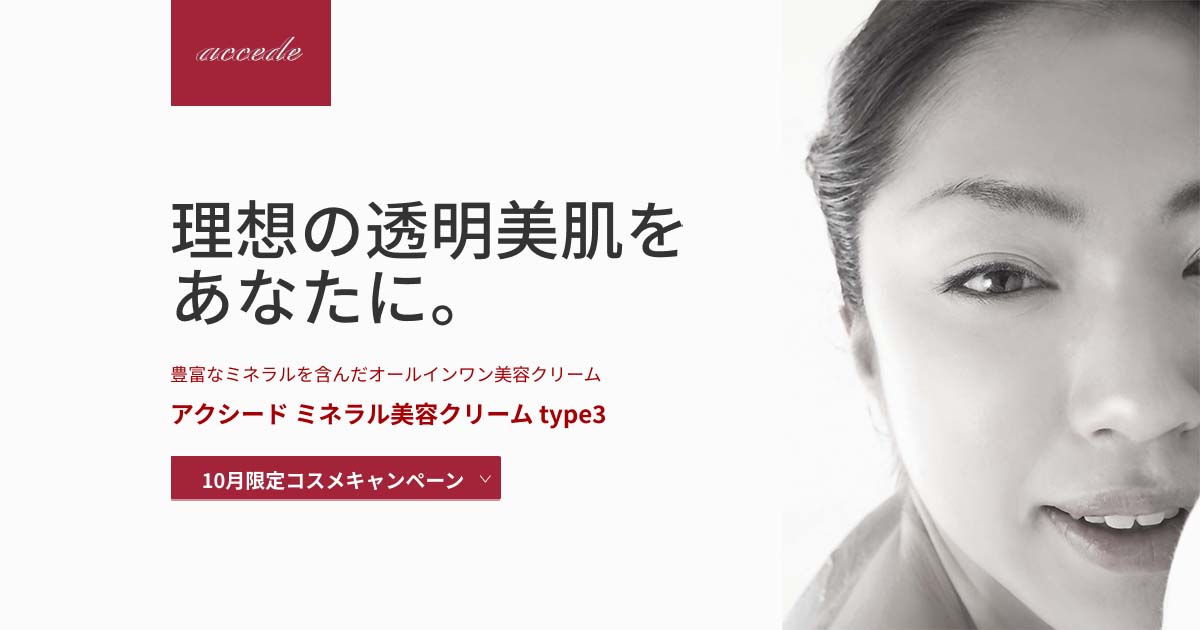 accede
理想の透明美肌を
あなたに。
豊富なミネラルを含んだオールインワン美容クリーム
アクシード ミネラル美容クリーム type3
10月限定コスメキャンペーン